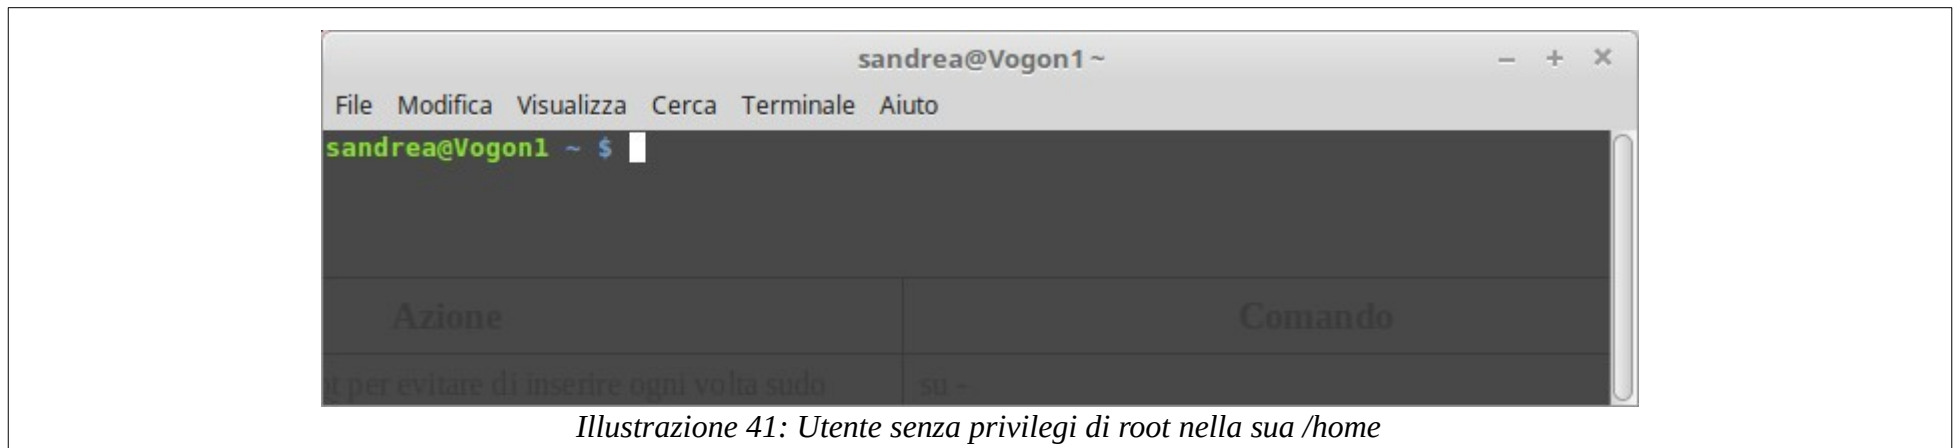 sandrea@Vogon1 ~
File Modifica Visualizza Cerca Terminale Aiuto
sandrea@Vogon1 ~ $
Azione Comando
per evitare di inserire ogni volta sudo su -
Illustrazione 41: Utente senza privilegi di root nella sua /home